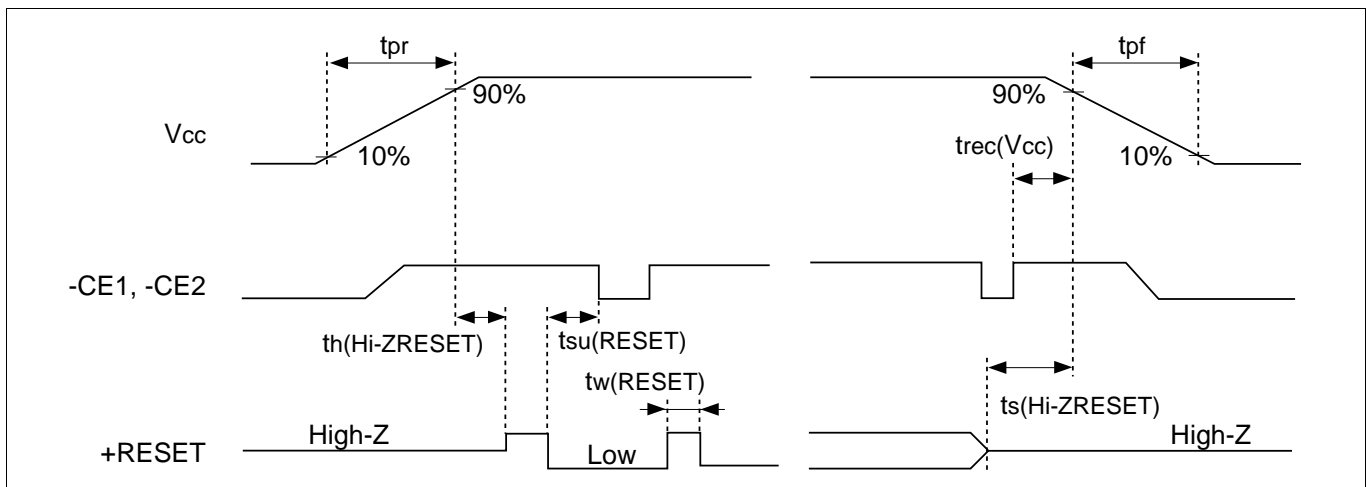 tpr
tpf
90%
90%
Vcc
10%
trec(Vcc)
10%
-CE1, -CE2
th(Hi-ZRESET)
tsu(RESET)
tw(RESET)
ts(Hi-ZRESET)
High-Z
High-Z
+RESET
Low